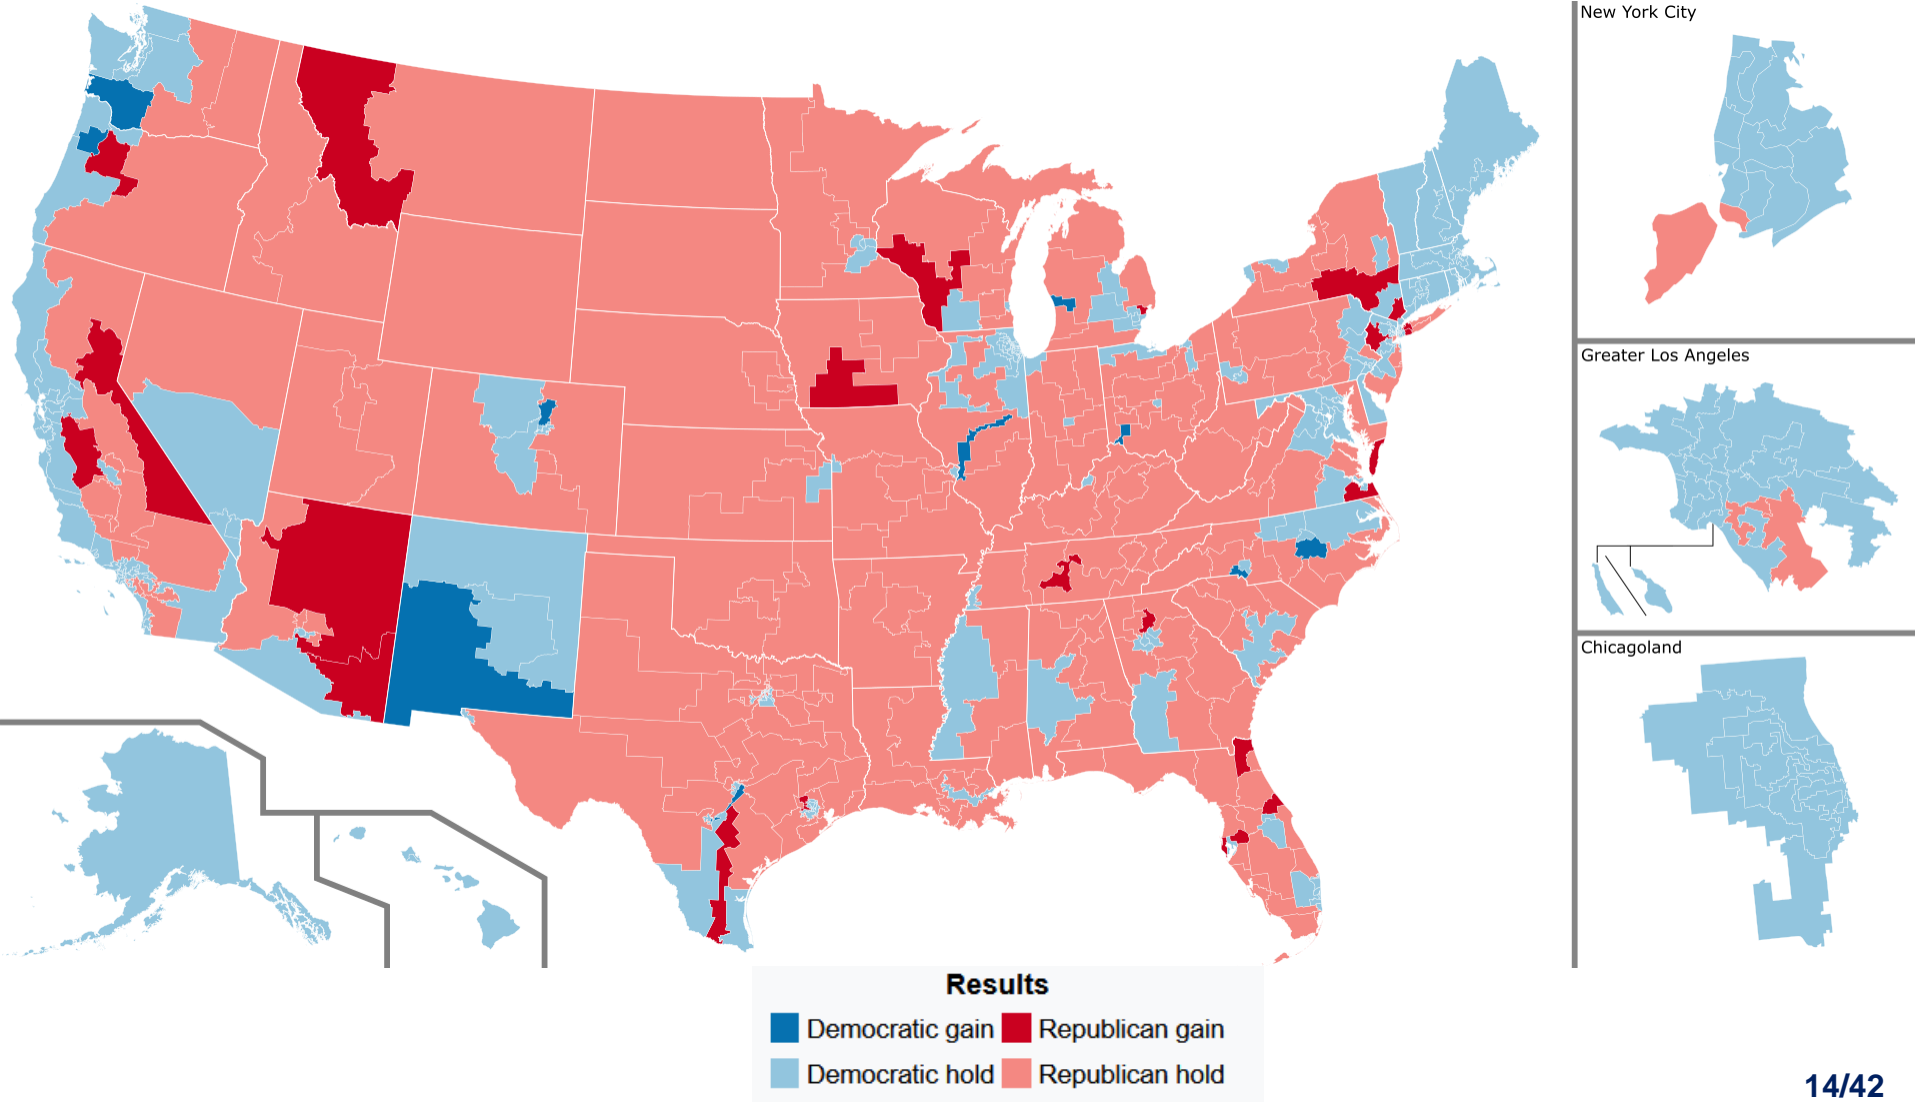 New York City
Greater Los Angeles
Chicagoland
Results
Democratic gain Republican gain
Democratic hold Republican hold
14/42